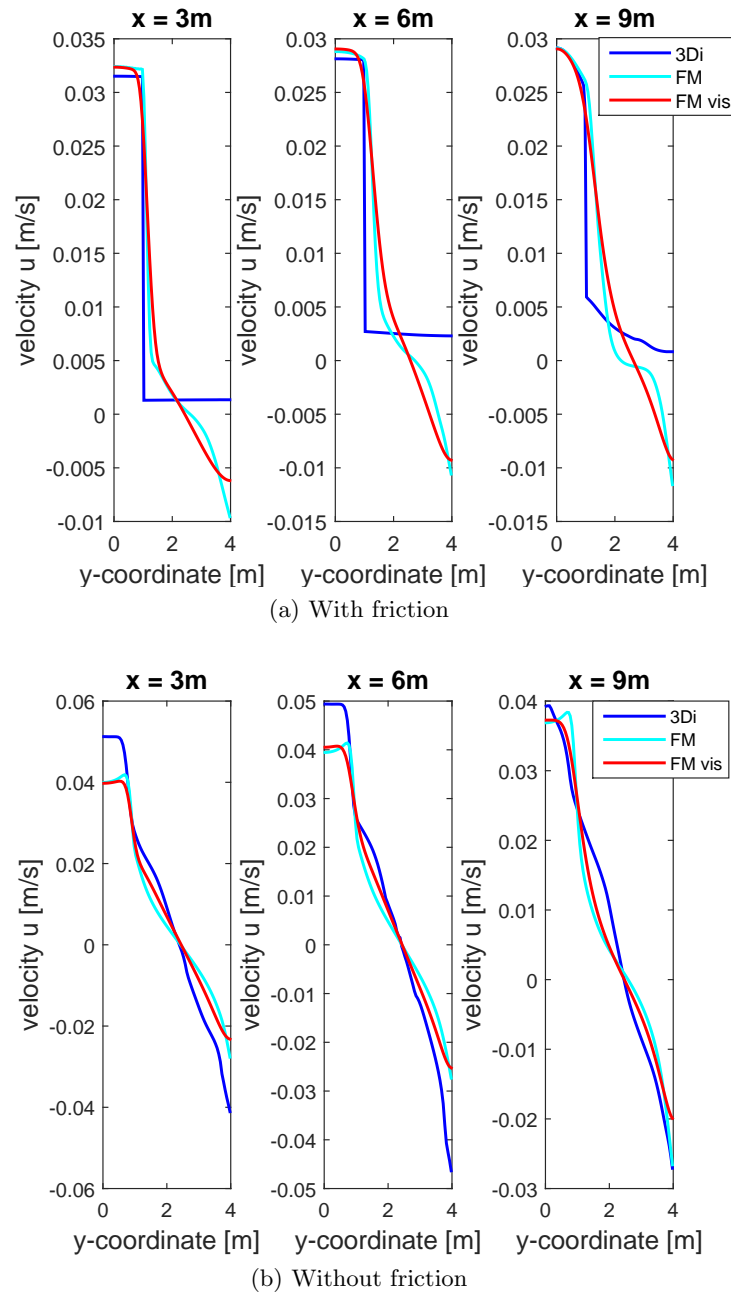 x = 3m
x = 6m
x = 9m
0.035
0.03
0.025
0.02
0.015
0.01
0.005
0
-0.005
-0.01
velocity u [m/s]
0 2 4
y-coordinate [m]
0.03
0.025
0.02
0.015
0.01
0.005
0
-0.005
-0.01
-0.015
velocity u [m/s]
0 2 4
y-coordinate [m]
0.03
0.025
0.02
0.015
0.01
0.005
0
-0.005
-0.01
-0.015
velocity u [m/s]
0 2 4
y-coordinate [m]
3Di
FM
FM vis
(a) With friction
x = 3m
x = 6m
x = 9m
0.06
0.04
0.02
0
-0.02
-0.04
-0.06
velocity u [m/s]
0 2 4
y-coordinate [m]
0.05
0.04
0.03
0.02
0.01
0
-0.01
-0.02
-0.03
-0.04
-0.05
velocity u [m/s]
0 2 4
y-coordinate [m]
0.04
0.03
0.02
0.01
0
-0.01
-0.02
-0.03
velocity u [m/s]
0 2 4
y-coordinate [m]
3Di
FM
FM vis
(b) Without friction